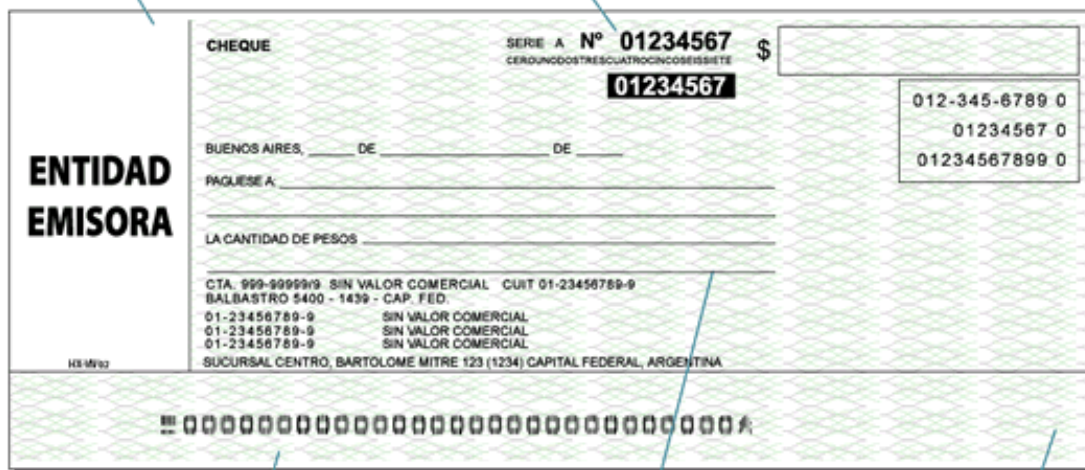 CHEQUE
SERIE A Nº 01234567
$
CEROUNODOSTRESCUATROCINCOSEISSIETE
01234567
012-345-6789 0
01234567 0
01234567899 0
BUENOS AIRES, DE DE
PAGUESE A:
ENTIDAD
EMISORA
LA CANTIDAD DE PESOS
CTA. 999-99999/9 SIN VALOR COMERCIAL CUIT 01-23456789-9
BALBASTRO 5400 - 1439 - CAP. FED.
01-23456789-9 SIN VALOR COMERCIAL
01-23456789-9 SIN VALOR COMERCIAL
01-23456789-9 SIN VALOR COMERCIAL
SUCURSAL CENTRO, BARTOLOME MITRE 123 (1234) CAPITAL FEDERAL, ARGENTINA